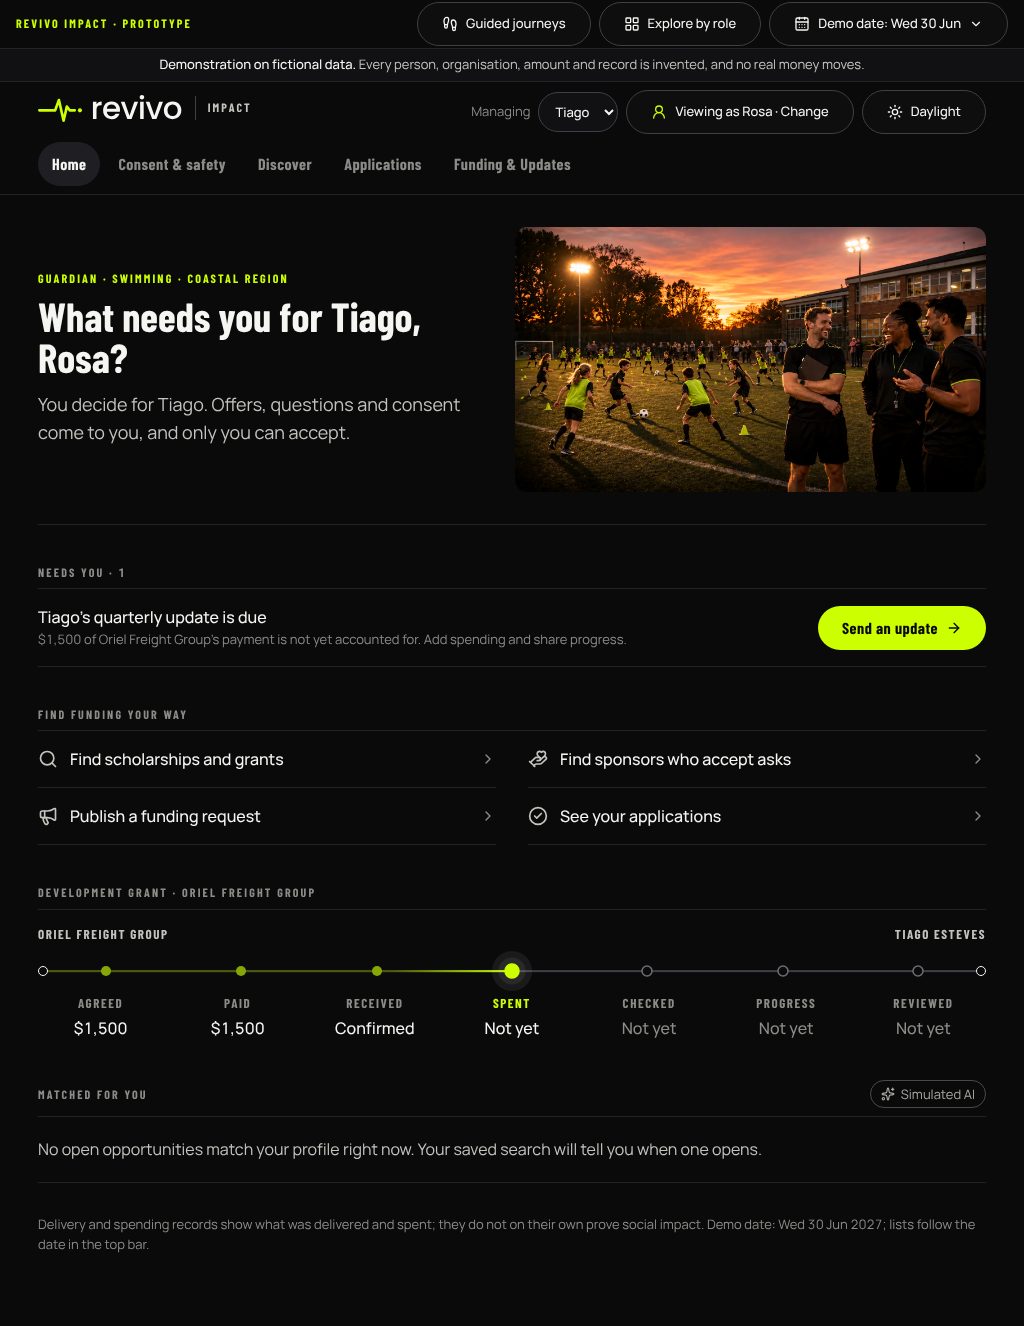 REVIVO IMPACT · PROTOTYPE
Guided journeys
Explore by role
Demo date: Wed 30 Jun
Demonstration on fictional data. Every person, organisation, amount and record is invented, and no real money moves.
revivo
IMPACT
Managing
Tiago
Viewing as Rosa · Change
Daylight
Home
Consent & safety
Discover
Applications
Funding & Updates
GUARDIAN · SWIMMING · COASTAL REGION
What needs you for Tiago,
Rosa?
You decide for Tiago. Offers, questions and consent
come to you, and only you can accept.
NEEDS YOU · 1
Tiago's quarterly update is due
$1,500 of Oriel Freight Group's payment is not yet accounted for. Add spending and share progress.
Send an update
FIND FUNDING YOUR WAY
Find scholarships and grants
Find sponsors who accept asks
Publish a funding request
See your applications
DEVELOPMENT GRANT · ORIEL FREIGHT GROUP
ORIEL FREIGHT GROUP
TIAGO ESTEVES
AGREED
PAID
RECEIVED
SPENT
CHECKED
PROGRESS
REVIEWED
$1,500
$1,500
Confirmed
Not yet
Not yet
Not yet
Not yet
MATCHED FOR YOU
Simulated AI
No open opportunities match your profile right now. Your saved search will tell you when one opens.
Delivery and spending records show what was delivered and spent; they do not on their own prove social impact. Demo date: Wed 30 Jun 2027; lists follow the
date in the top bar.